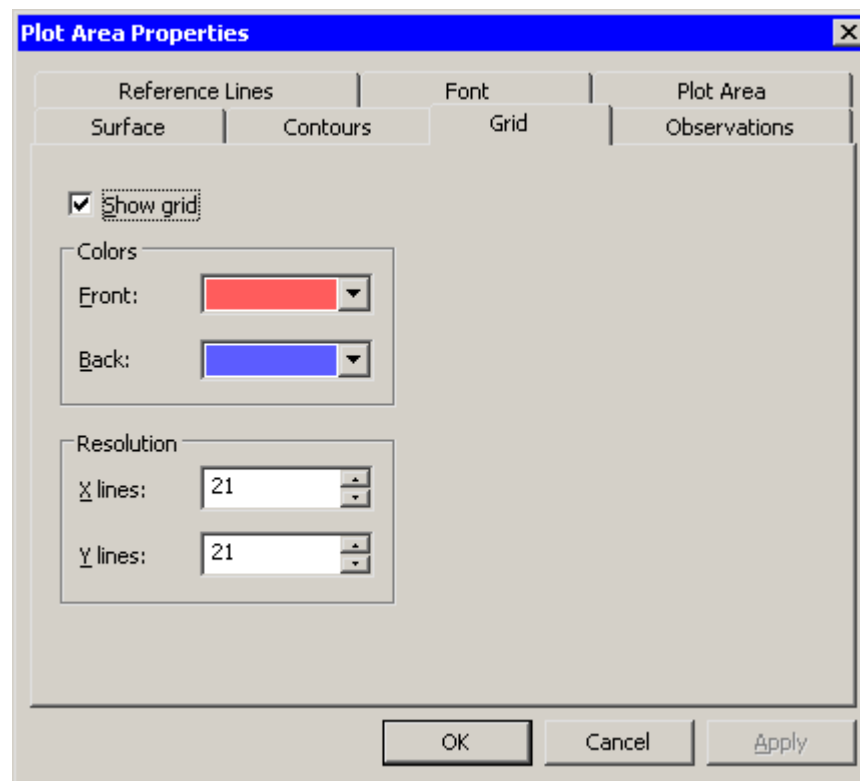 Plot Area Properties
Reference Lines Font Plot Area
Surface Contours Grid Observations
Show grid
Colors
Front:
Back:
Resolution
X lines: 21
Y lines: 21
OK Cancel Apply